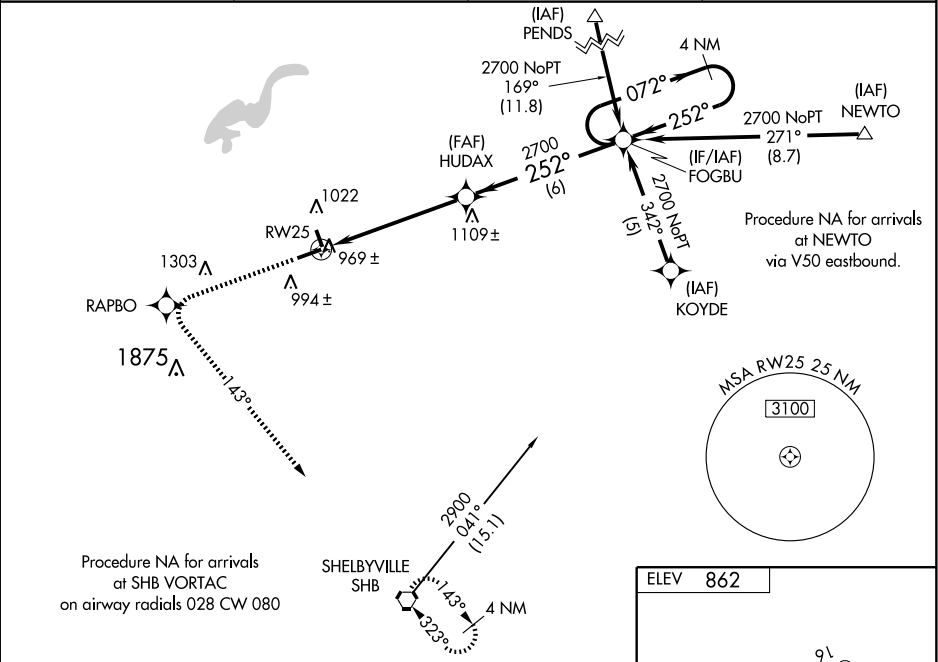 (IAF)
PENDS
4 NM
2700 NoPT
169°
(11.8)
072°
252°
(IAF)
NEWTO
2700 NoPT
271°
(8.7)
(FAF)
HUDAX
2700
252°
(6)
(IF/IAF)
FOGBU
2700 NoPT
342°
(5)
1022
RW25
969 ±
1109 ±
Procedure NA for arrivals
at NEWTO
via V50 eastbound.
1303
994 ±
(IAF)
KOYDE
RAPBO
1875
143°
MSA RW25 25 NM
3100
2900
041°
(15.1)
Procedure NA for arrivals
at SHB VORTAC
on airway radials 028 CW 080
SHELBYVILLE
SHB
143°
4 NM
323°
ELEV 862
16